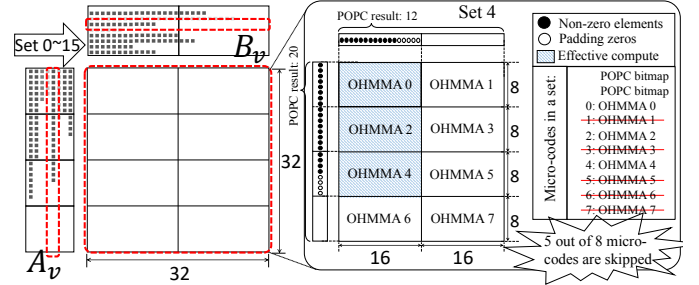 POPC result: 12
Set 4
Set 0~15
B_v
A_v
32
32
POPC result: 20
OHMMA 0
OHMMA 1
8
OHMMA 2
OHMMA 3
8
OHMMA 4
OHMMA 5
8
OHMMA 6
OHMMA 7
8
16
16
Non-zero elements
Padding zeros
Effective compute
Micro-codes in a set:
POPC bitmap
POPC bitmap
0: OHMMA 0
1: OHMMA 1
2: OHMMA 2
3: OHMMA 3
4: OHMMA 4
5: OHMMA 5
6: OHMMA 6
7: OHMMA 7
5 out of 8 micro-
codes are skipped